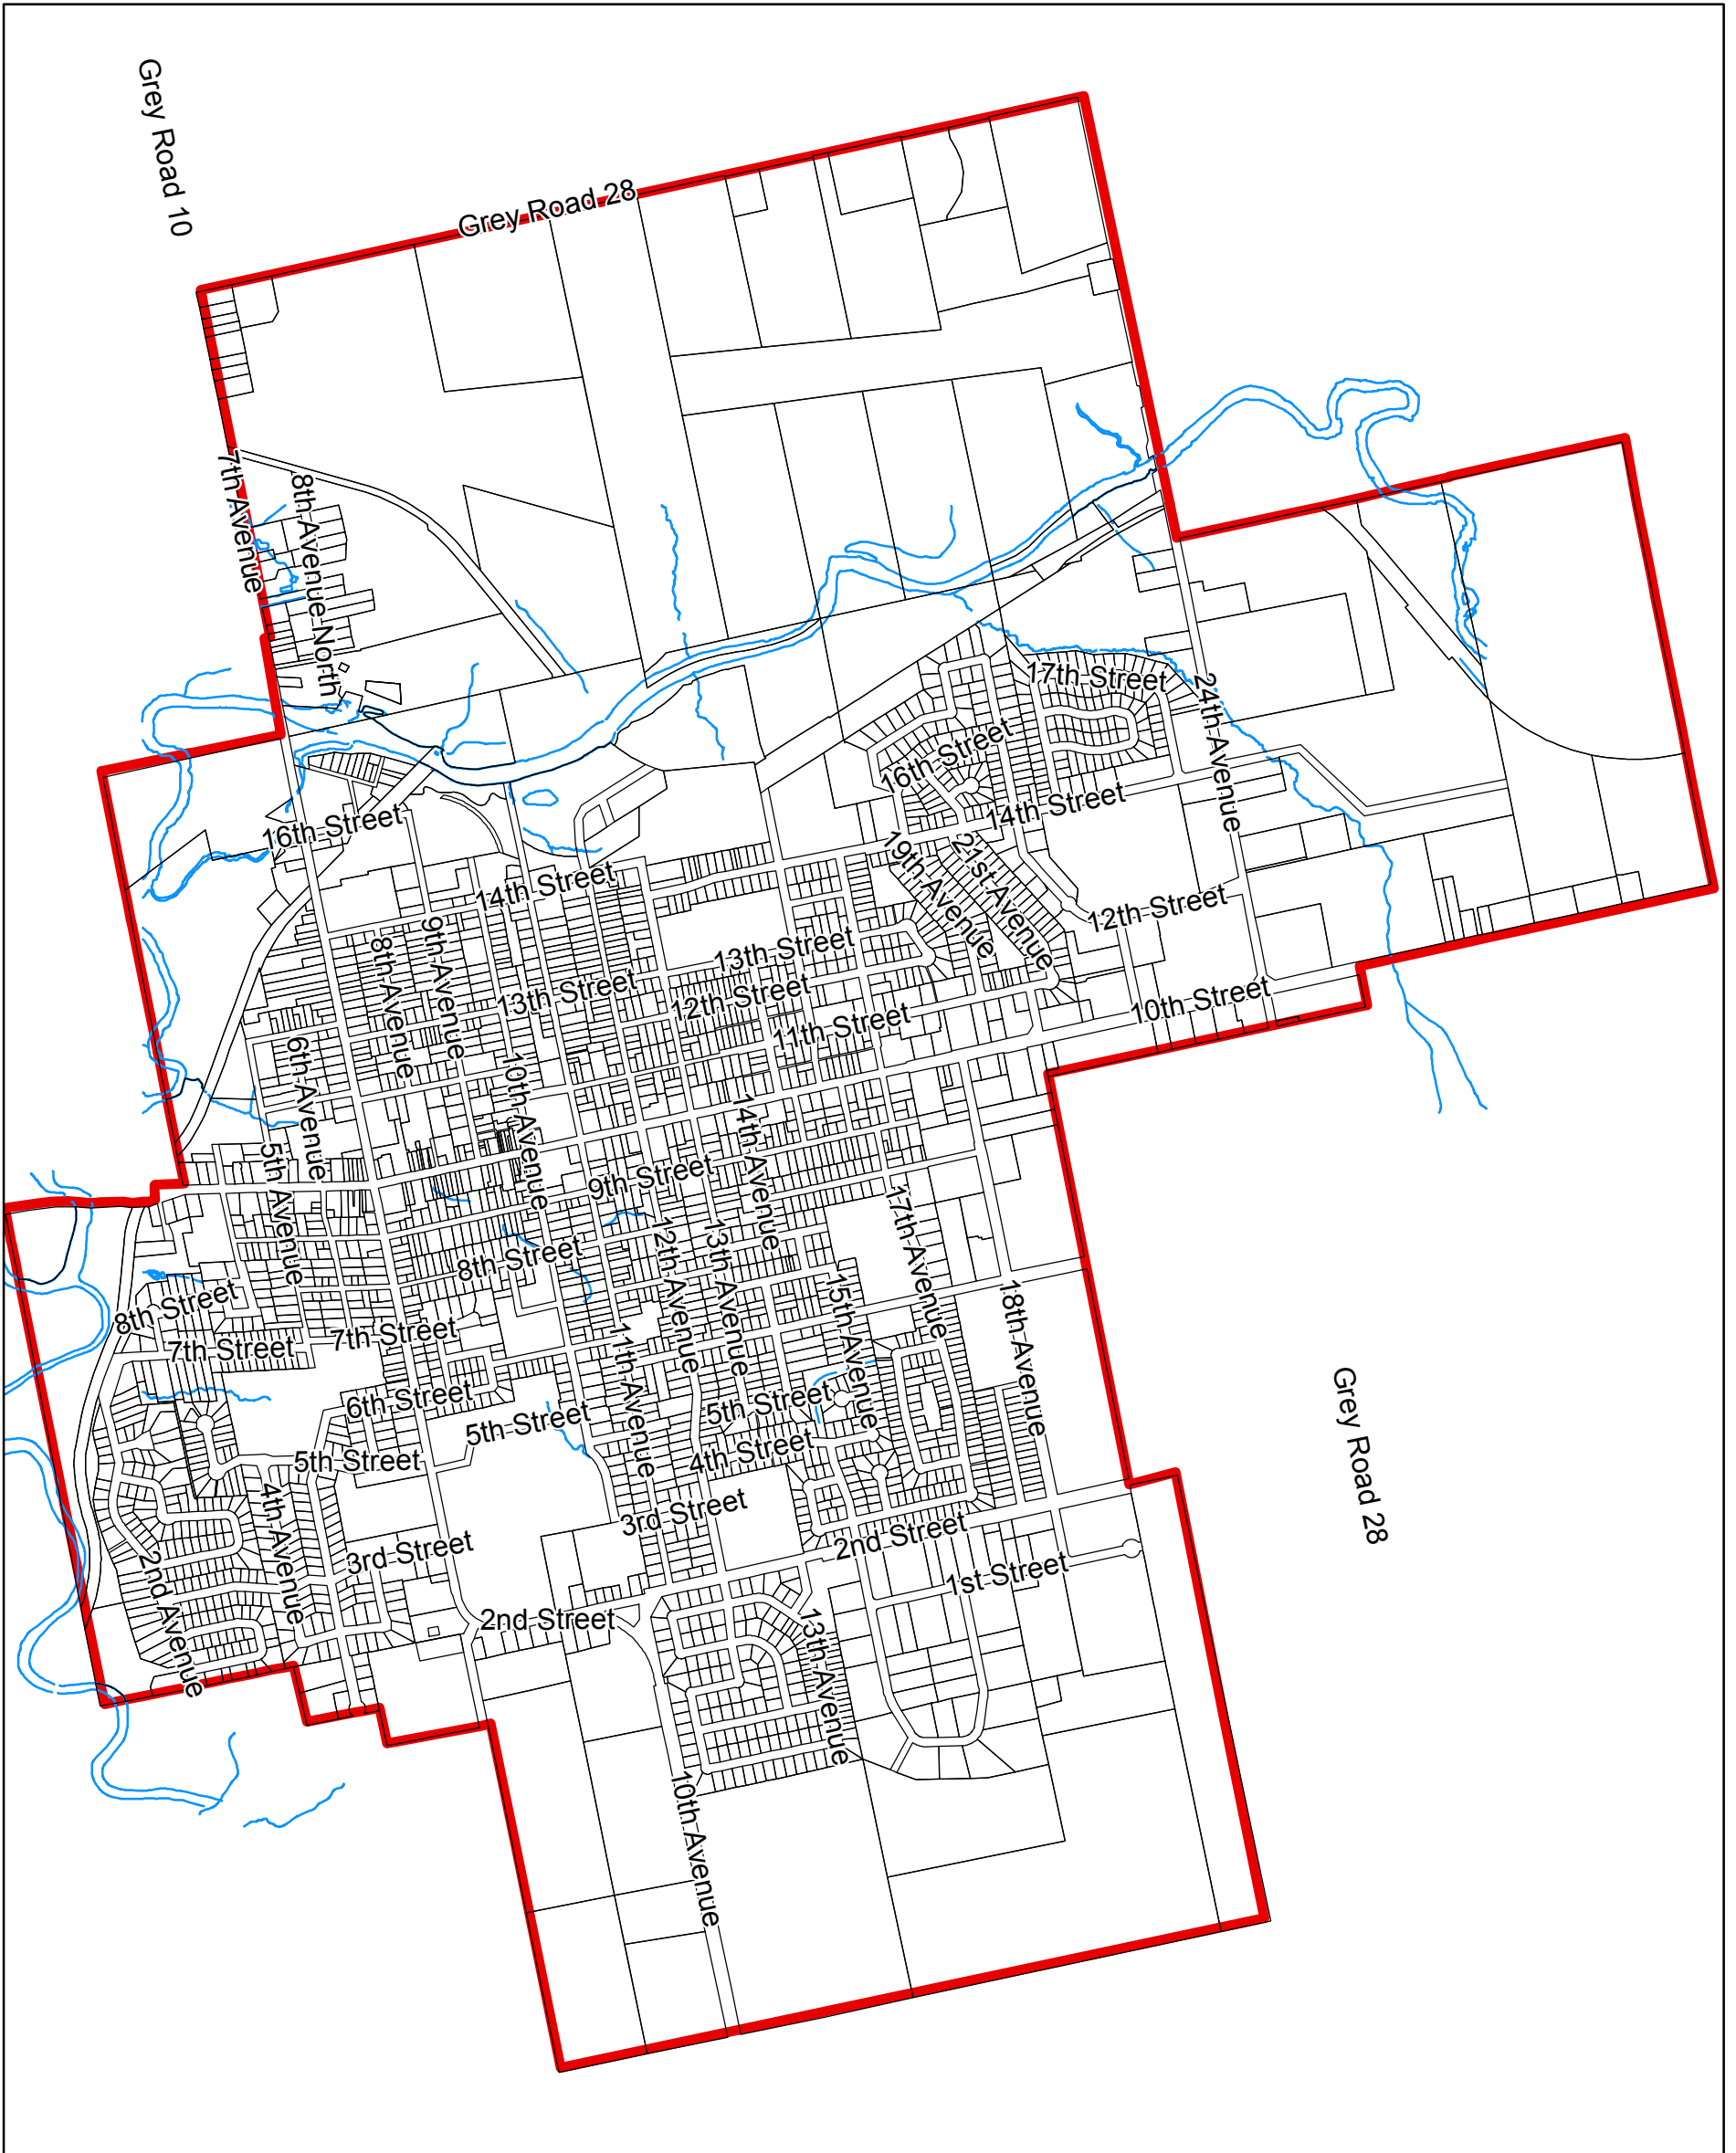 Grey Road 10
Grey Road 28
7th Avenue
8th Avenue North
17th Street
24th Avenue
16th Street
14th Street
16th Street
19th Avenue
21st Avenue
14th Street
12th Street
9th Avenue
8th Avenue
13th Street
13th Street
12th Street
11th Street
10th Street
6th Avenue
10th Avenue
14th Avenue
5th Avenue
9th Street
17th Avenue
12th Avenue
13th Avenue
8th Street
15th Avenue
18th Avenue
8th Street
7th Street
7th Street
11th Avenue
Grey Road 28
6th Street
5th Street
5th Street
4th Street
5th Street
4th Avenue
3rd Street
2nd Street
3rd Street
2nd Avenue
1st Street
2nd Street
13th Avenue
10th Avenue